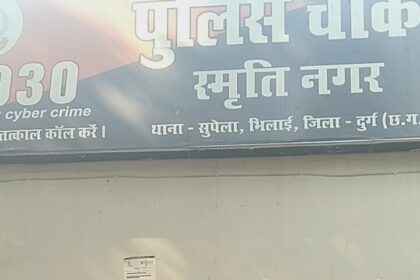 पुलिस चौक
स्मृति नगर
930
cyber crime
तत्काल कॉल करें।
थाना - सुपेला, भिलाई, जिला - दुर्ग (छ.ग.